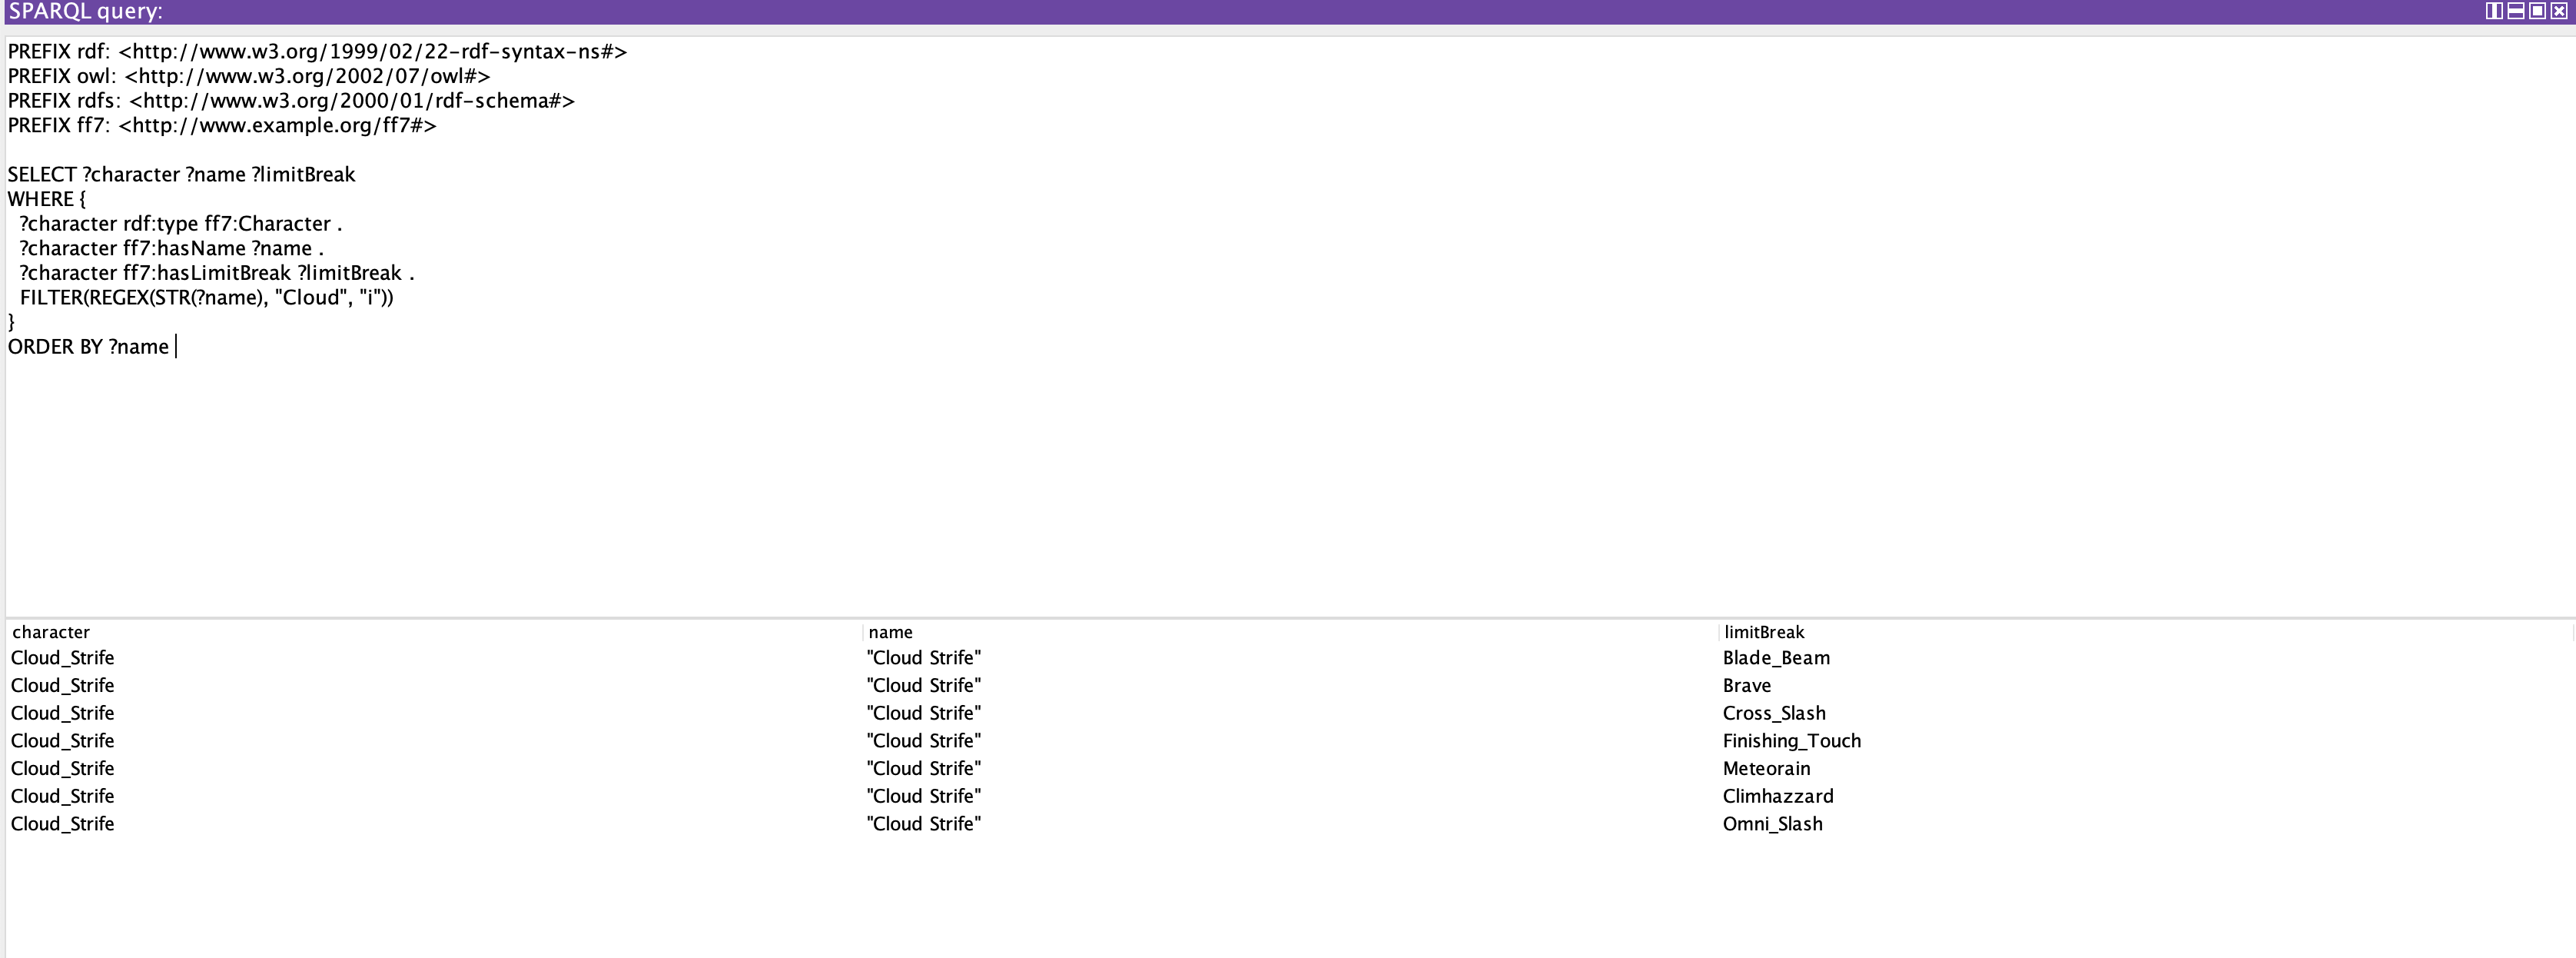 SPARQL query:
PREFIX rdf: <http://www.w3.org/1999/02/22-rdf-syntax-ns#>
PREFIX owl: <http://www.w3.org/2002/07/owl#>
PREFIX rdfs: <http://www.w3.org/2000/01/rdf-schema#>
PREFIX ff7: <http://www.example.org/ff7#>

SELECT ?character ?name ?limitBreak
WHERE {
  ?character rdf:type ff7:Character .
  ?character ff7:hasName ?name .
  ?character ff7:hasLimitBreak ?limitBreak .
  FILTER(REGEX(STR(?name), "Cloud", "i"))
}
ORDER BY ?name
character name limitBreak
Cloud_Strife "Cloud Strife" Blade_Beam
Cloud_Strife "Cloud Strife" Brave
Cloud_Strife "Cloud Strife" Cross_Slash
Cloud_Strife "Cloud Strife" Finishing_Touch
Cloud_Strife "Cloud Strife" Meteorain
Cloud_Strife "Cloud Strife" Climhazzard
Cloud_Strife "Cloud Strife" Omni_Slash